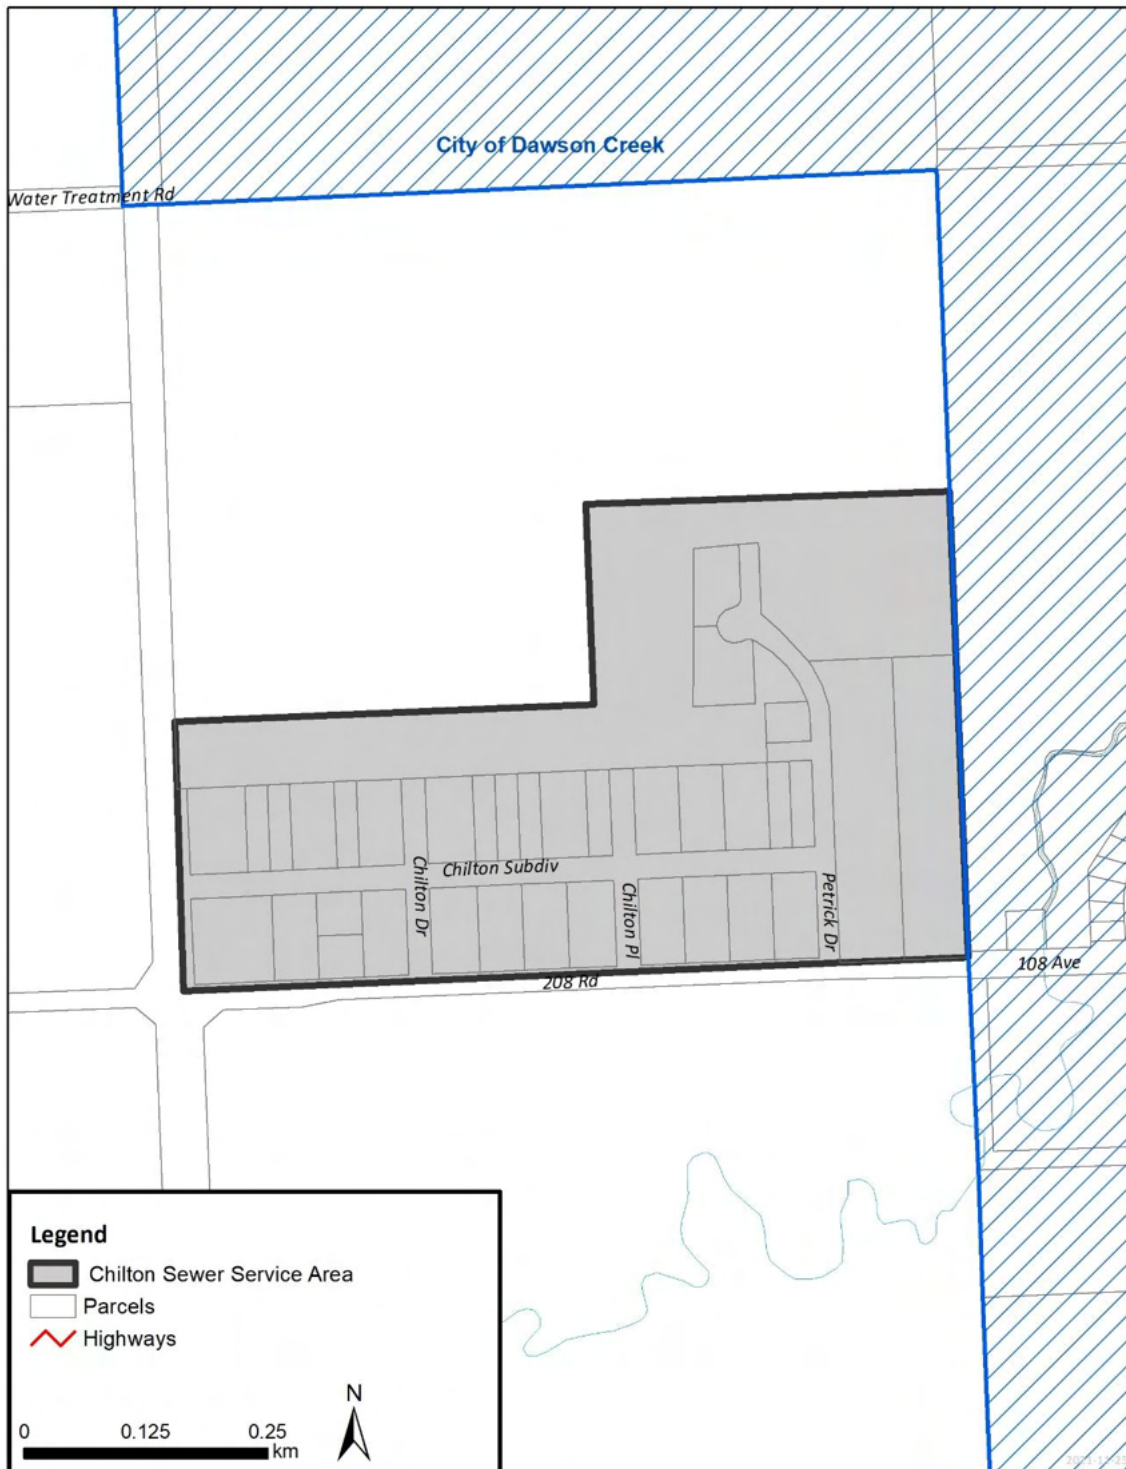 City of Dawson Creek
Water Treatment Rd
Chilton Subdiv
Chilton Dr
Chilton Pl
Petrick Dr
108 Ave
208 Rd
Legend
Chilton Sewer Service Area
Parcels
Highways
N
0 0.125 0.25
km